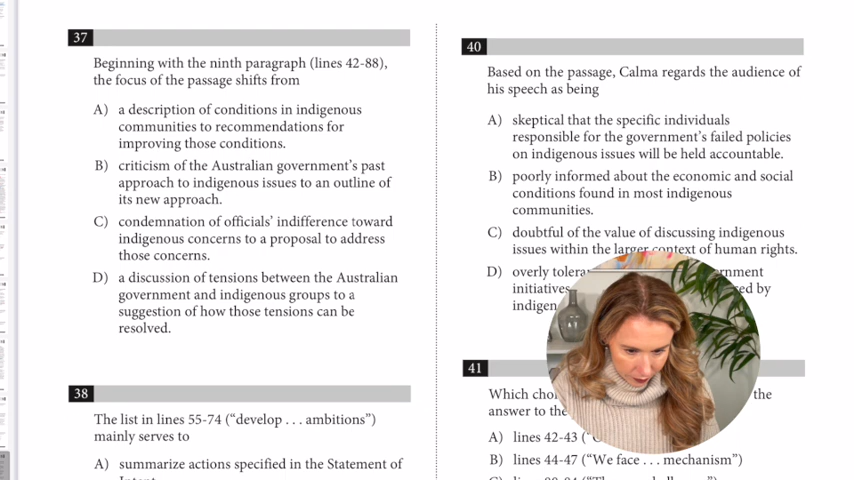 37
Beginning with the ninth paragraph (lines 42-88),
the focus of the passage shifts from
A) a description of conditions in indigenous
communities to recommendations for
improving those conditions.
B) criticism of the Australian government's past
approach to indigenous issues to an outline of
its new approach.
C) condemnation of officials' indifference toward
indigenous concerns to a proposal to address
those concerns.
D) a discussion of tensions between the Australian
government and indigenous groups to a
suggestion of how those tensions can be
resolved.
38
The list in lines 55-74 ("develop . . . ambitions")
mainly serves to
A) summarize actions specified in the Statement of
40
Based on the passage, Calma regards the audience of
his speech as being
A) skeptical that the specific individuals
responsible for the government's failed policies
on indigenous issues will be held accountable.
B) poorly informed about the economic and social
conditions found in most indigenous
communities.
C) doubtful of the value of discussing indigenous
issues within the larger context of human rights.
D) overly
initiatives
by
41
Which the
answer to the
A) lines 42-43
B) lines 44-47 ("We face . . . mechanism")
C) lines